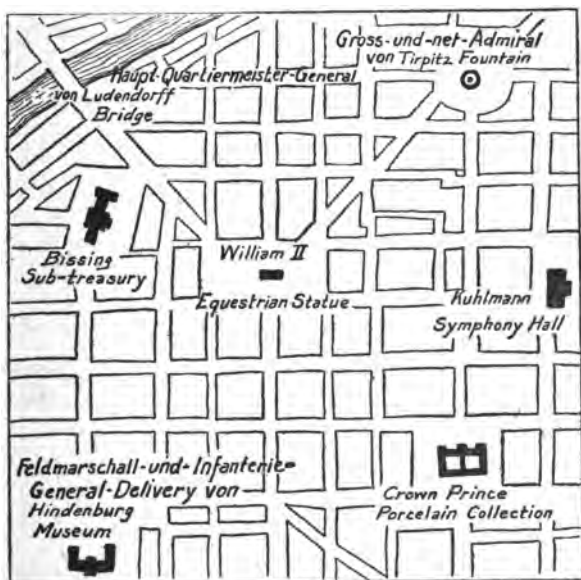 Gross-und-net-Admiral
von Tirpitz Fountain
Haupt-Quartiermeister-General
von Ludendorff
Bridge
Bissing
Sub-treasury
William II
Equestrian Statue
Kuhlmann
Symphony Hall
Feldmarschall-und-Infanterie-
General-Delivery von
Hindenburg
Museum
Crown Prince
Porcelain Collection